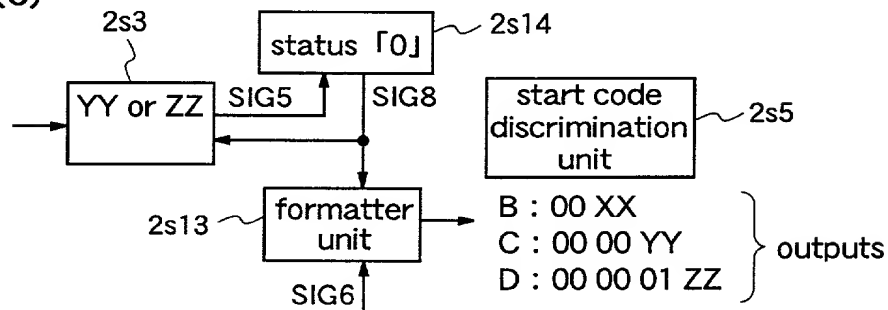 2s3
status「0」
2s14
YY or ZZ
SIG5
SIG8
start code
discrimination
unit
2s5
2s13
formatter
unit
SIG6
B : 00 XX
C : 00 00 YY
D : 00 00 01 ZZ
outputs